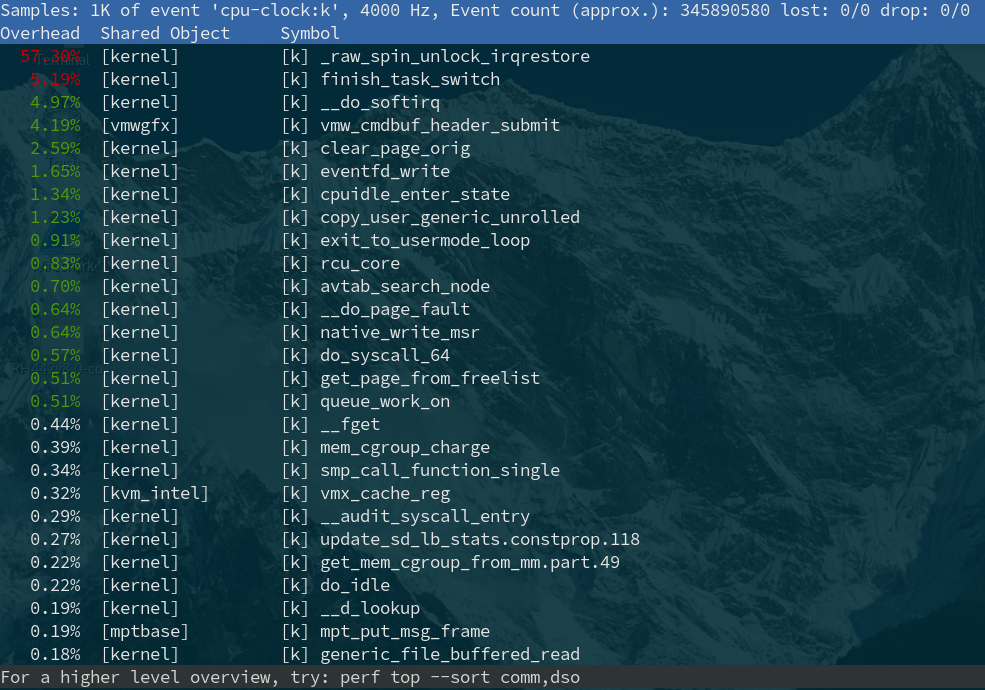 Samples: 1K of event 'cpu-clock:k', 4000 Hz, Event count (approx.): 345890580 lost: 0/0 drop: 0/0
Overhead  Shared Object     Symbol
57.30%  [kernel]          [k] _raw_spin_unlock_irqrestore
5.19%  [kernel]          [k] finish_task_switch
4.97%  [kernel]          [k] __do_softirq
4.19%  [vmwgfx]          [k] vmw_cmdbuf_header_submit
2.59%  [kernel]          [k] clear_page_orig
1.65%  [kernel]          [k] eventfd_write
1.34%  [kernel]          [k] cpuidle_enter_state
1.23%  [kernel]          [k] copy_user_generic_unrolled
0.91%  [kernel]          [k] exit_to_usermode_loop
0.83%  [kernel]          [k] rcu_core
0.70%  [kernel]          [k] avtab_search_node
0.64%  [kernel]          [k] __do_page_fault
0.64%  [kernel]          [k] native_write_msr
0.57%  [kernel]          [k] do_syscall_64
0.51%  [kernel]          [k] get_page_from_freelist
0.51%  [kernel]          [k] queue_work_on
0.44%  [kernel]          [k] __fget
0.39%  [kernel]          [k] mem_cgroup_charge
0.34%  [kernel]          [k] smp_call_function_single
0.32%  [kvm_intel]       [k] vmx_cache_reg
0.29%  [kernel]          [k] __audit_syscall_entry
0.27%  [kernel]          [k] update_sd_lb_stats.constprop.118
0.22%  [kernel]          [k] get_mem_cgroup_from_mm.part.49
0.22%  [kernel]          [k] do_idle
0.19%  [kernel]          [k] __d_lookup
0.19%  [mptbase]         [k] mpt_put_msg_frame
0.18%  [kernel]          [k] generic_file_buffered_read
For a higher level overview, try: perf top --sort comm,dso